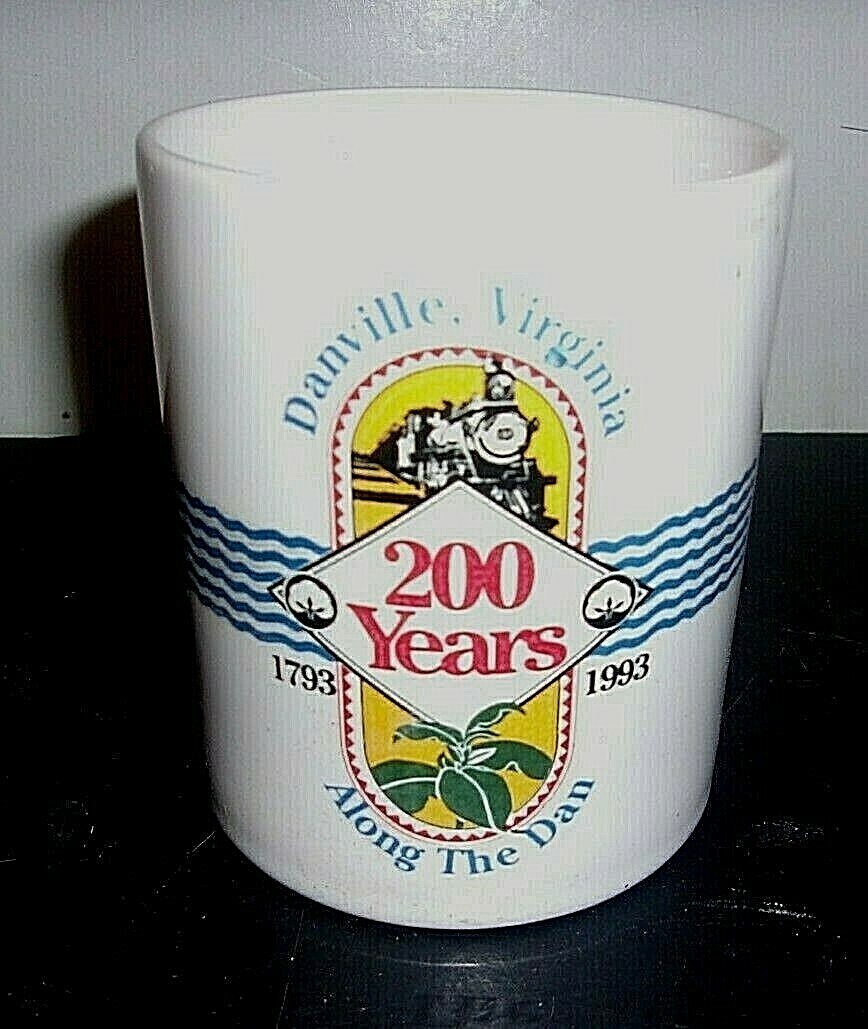 Danville, Virginia
200
Years
1793
1993
Along The Dan